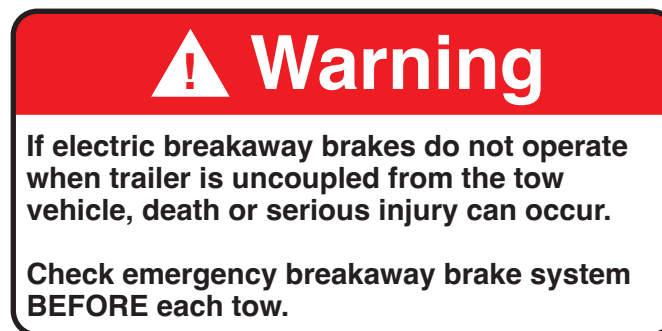 ! Warning
If electric breakaway brakes do not operate
when trailer is uncoupled from the tow
vehicle, death or serious injury can occur.
Check emergency breakaway brake system
BEFORE each tow.